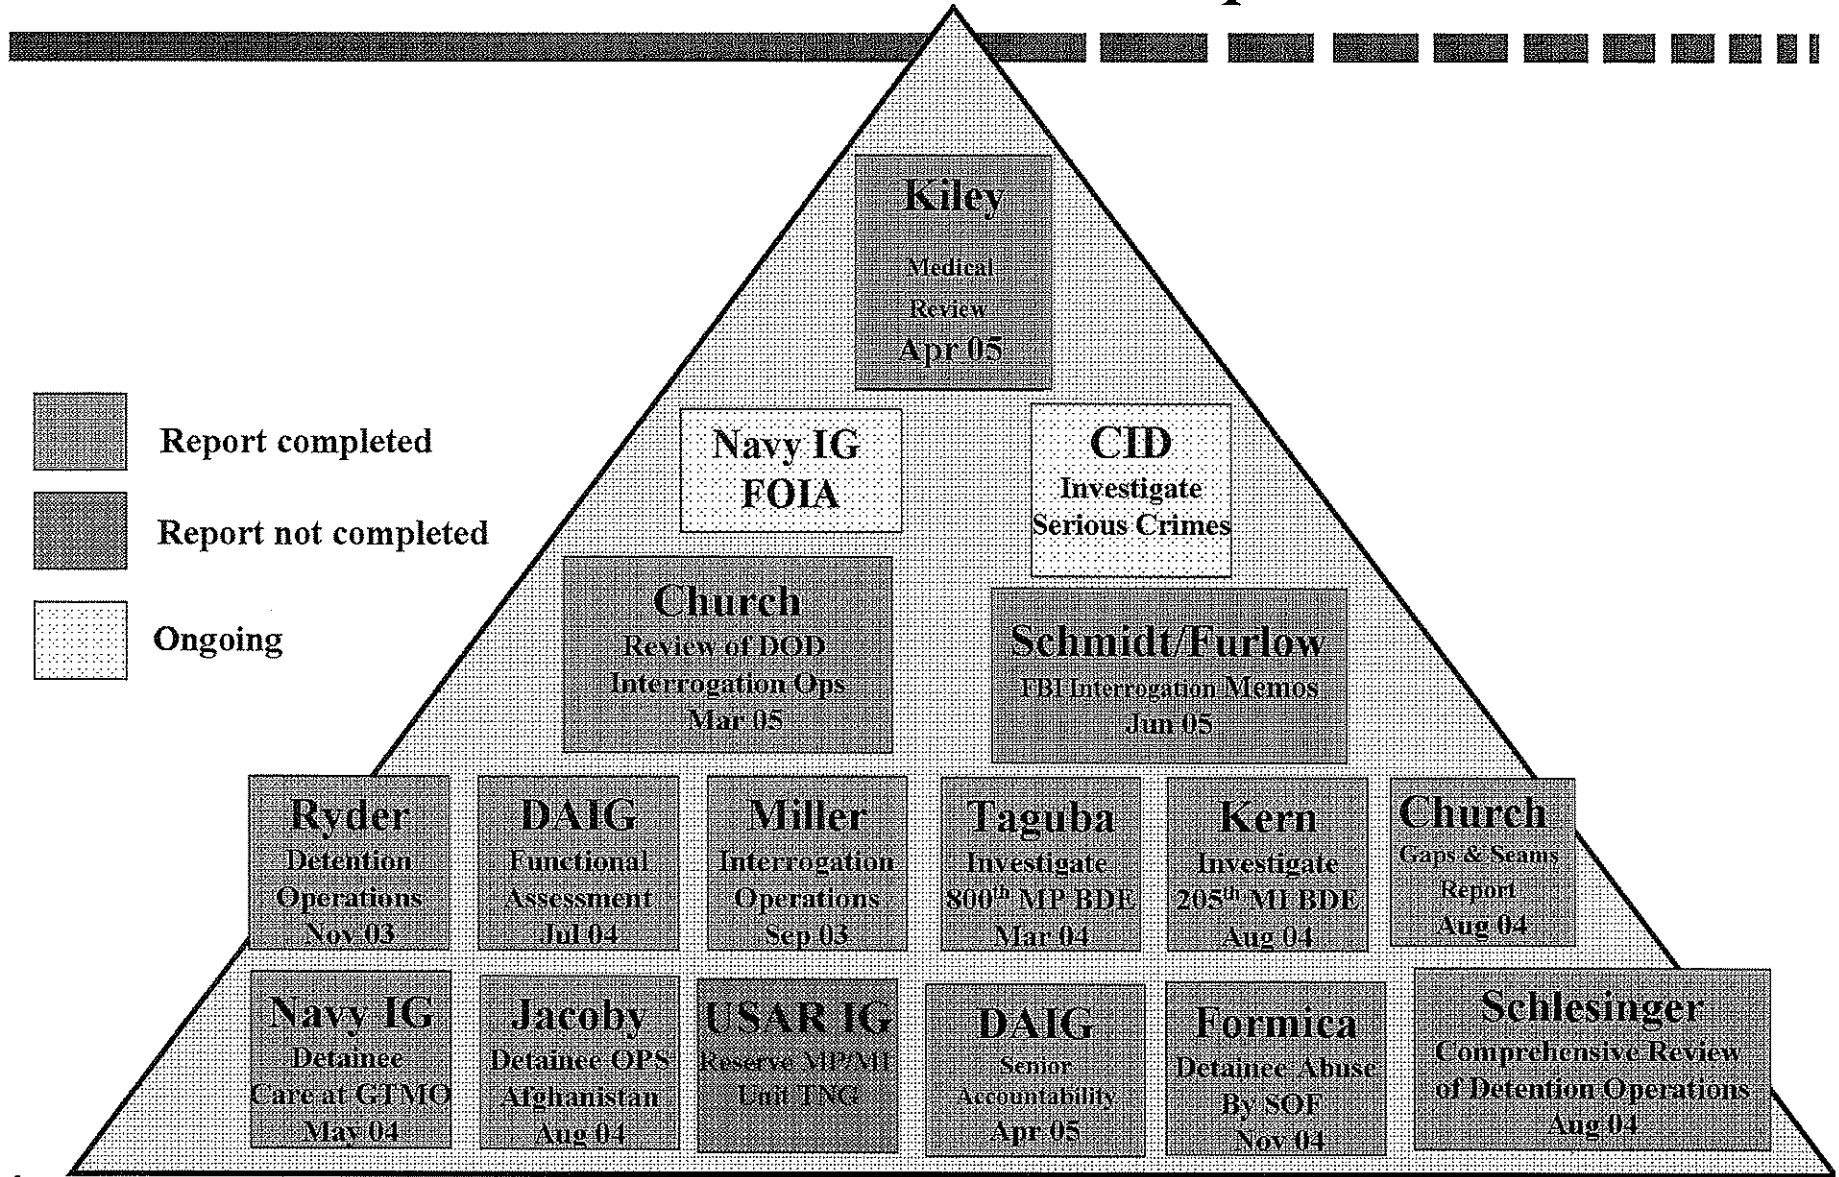 Kiley
Medical
Review
Apr 05
Navy IG
FOIA
CID
Investigate
Serious Crimes
Report completed
Report not completed
Ongoing
Church
Review of DOD
Interrogation Ops
Mar 05
Schmidt/Furlow
FBI Interrogation Memos
Jun 05
Ryder
Detention
Operations
Nov 03
DAIG
Functional
Assessment
Jul 04
Miller
Interrogation
Operations
Sep 03
Taguba
Investigate
800th MP BDE
Mar 04
Kern
Investigate
205th MI BDE
Aug 04
Church
Gaps & Seams
Report
Aug 04
Navy IG
Detainee
Care at GTMO
May 04
Jacoby
Detainee OPS
Afghanistan
Aug 04
USAR IG
Reserve MP/MI
Unit TNG
DAIG
Senior
Accountability
Apr 05
Formica
Detainee Abuse
By SOF
Nov 04
Schlesinger
Comprehensive Review
of Detention Operations
Aug 04